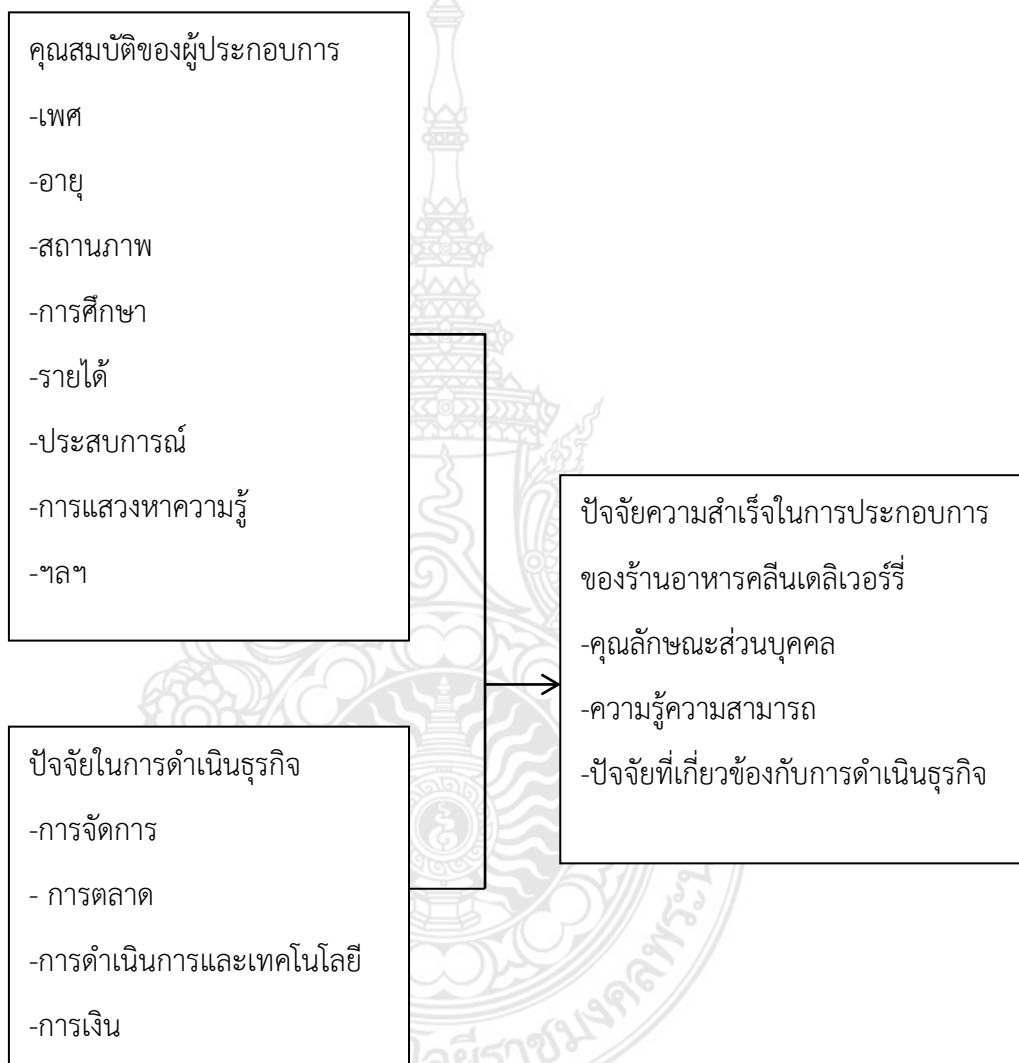 คุณสมบัติของผู้ประกอบการ
-เพศ
-อายุ
-สถานภาพ
-การศึกษา
-รายได้
-ประสบการณ์
-การแสวงหาความรู้
-ฯลฯ
ปัจจัยความสำเร็จในการประกอบการ
ของร้านอาหารคลีนเดลิเวอร์รี่
-คุณลักษณะส่วนบุคคล
-ความรู้ความสามารถ
-ปัจจัยที่เกี่ยวข้องกับการดำเนินธุรกิจ
ปัจจัยในการดำเนินธุรกิจ
-การจัดการ
- การตลาด
-การดำเนินการและเทคโนโลยี
-การเงิน